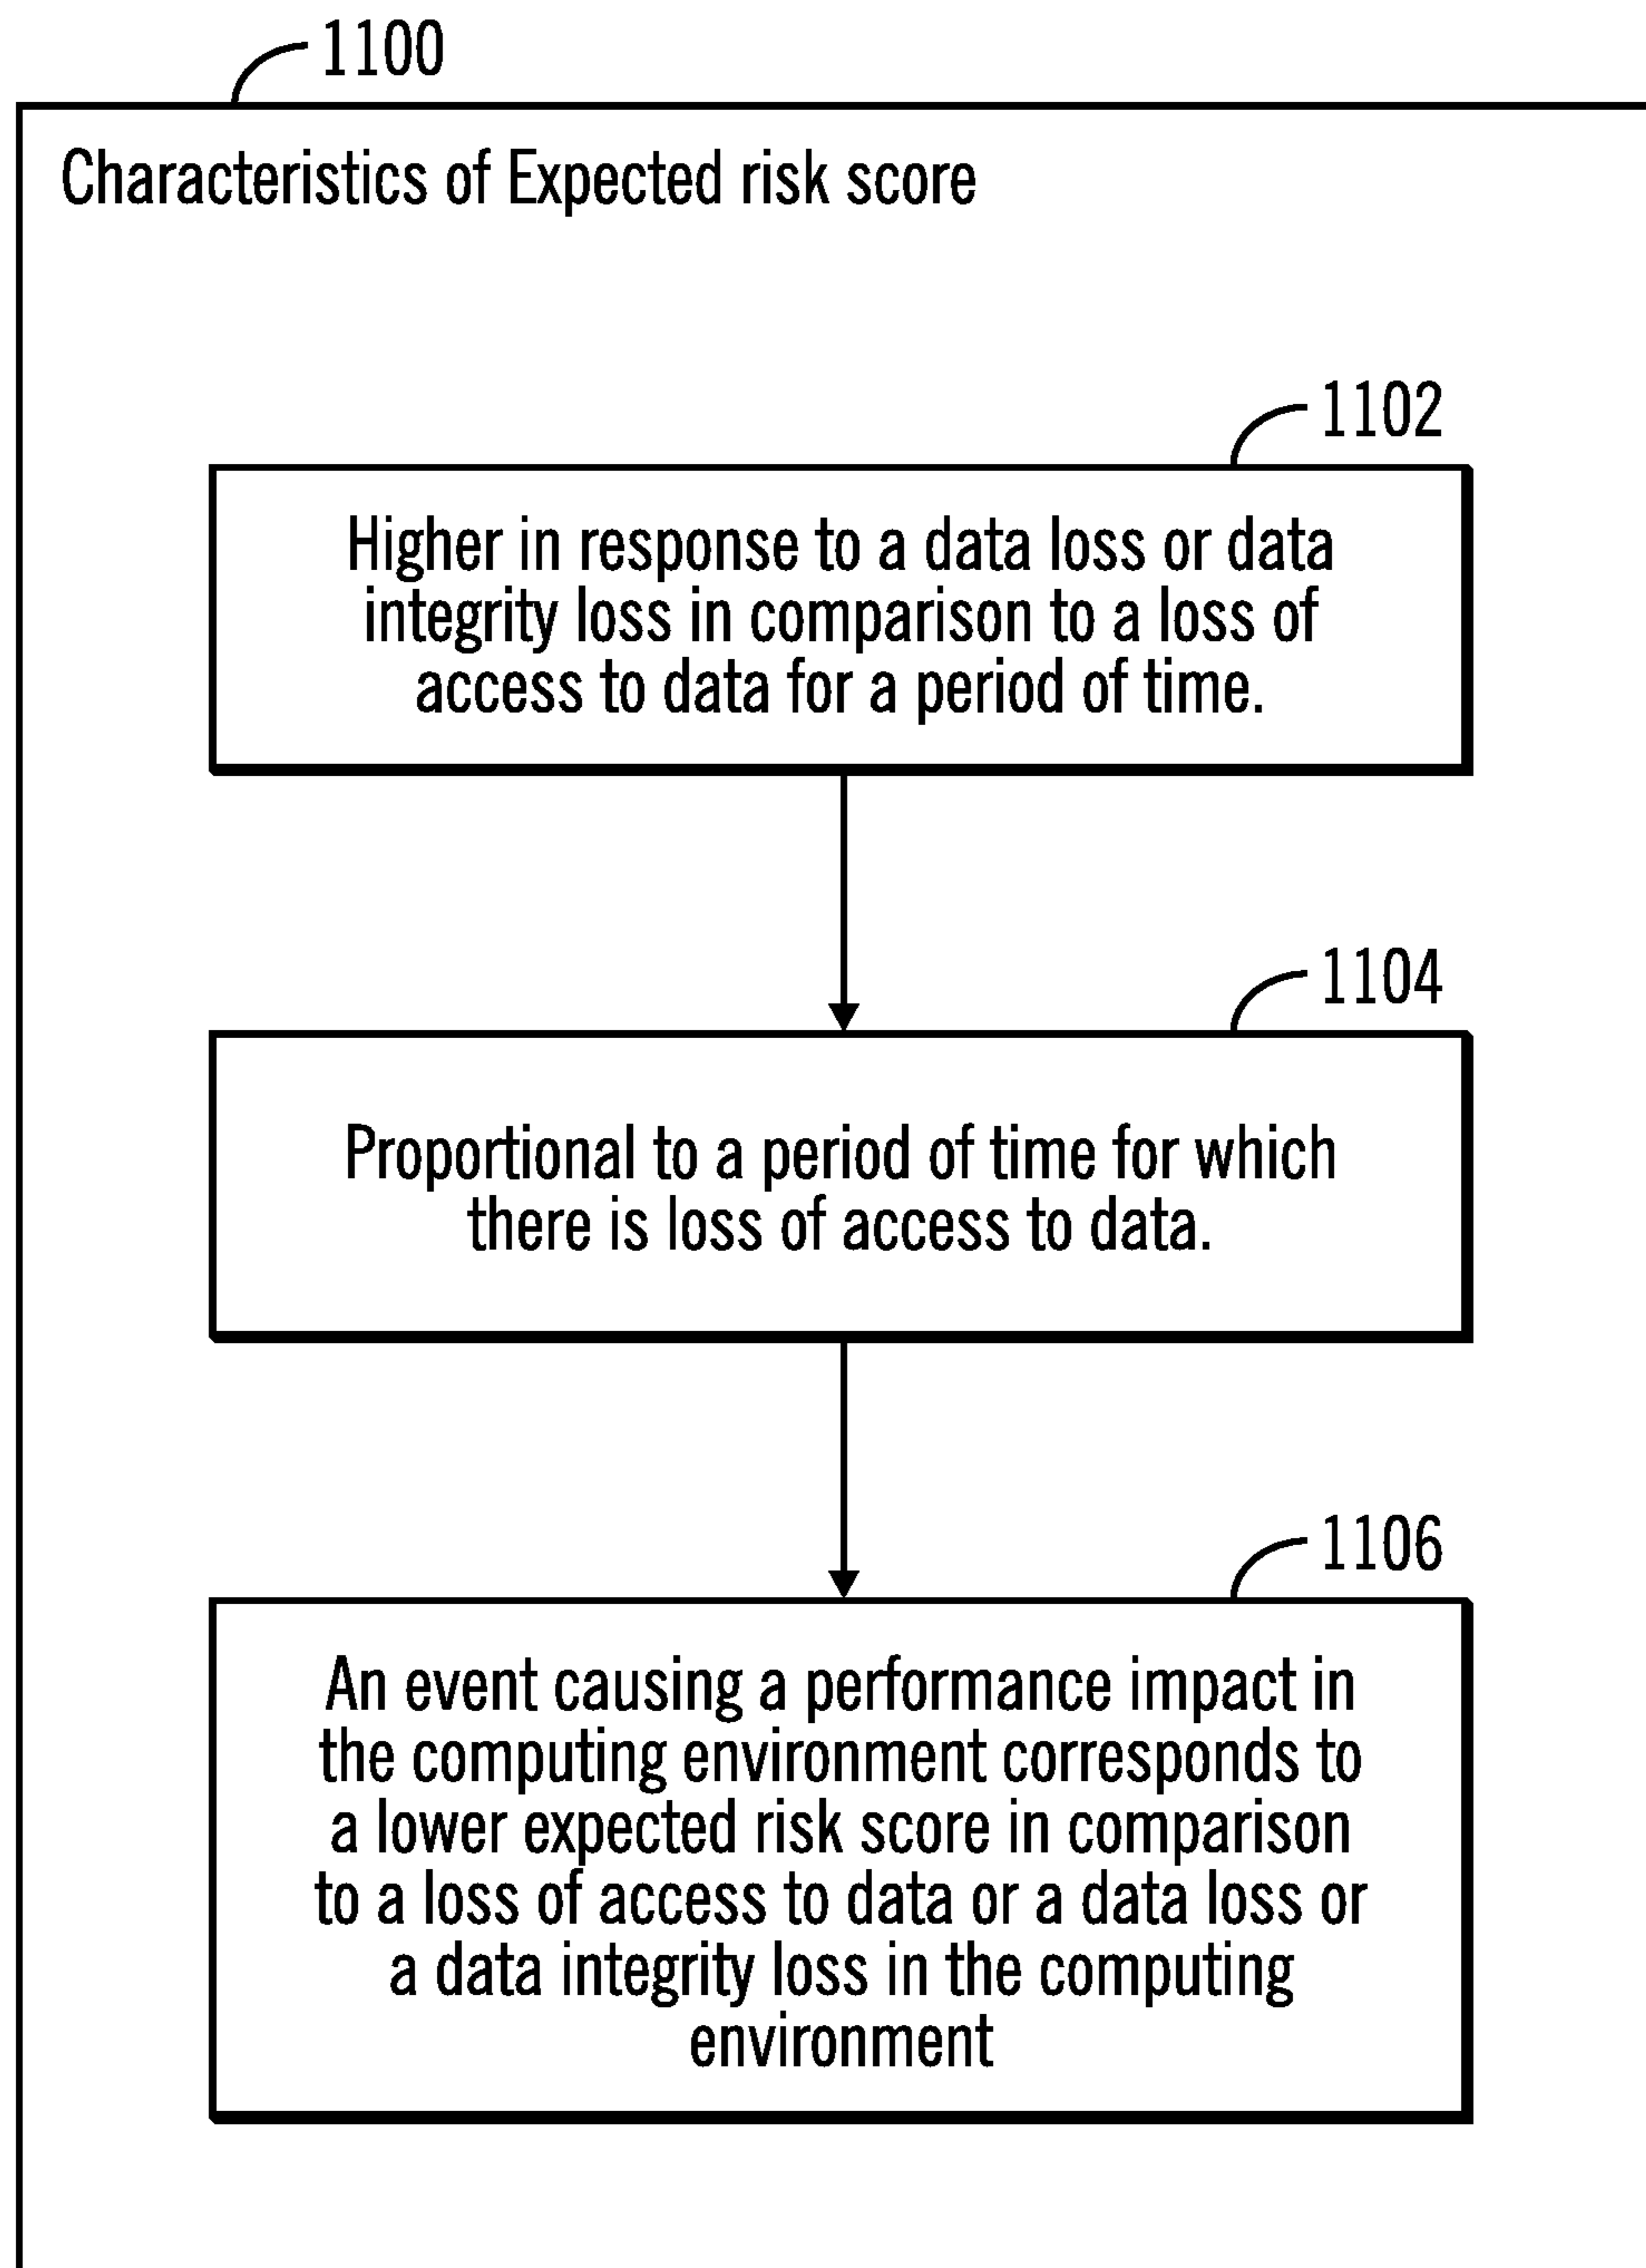 1100
Characteristics of Expected risk score
1102
Higher in response to a data loss or data
integrity loss in comparison to a loss of
access to data for a period of time.
1104
Proportional to a period of time for which
there is loss of access to data.
1106
An event causing a performance impact in
the computing environment corresponds to
a lower expected risk score in comparison
to a loss of access to data or a data loss or
a data integrity loss in the computing
environment